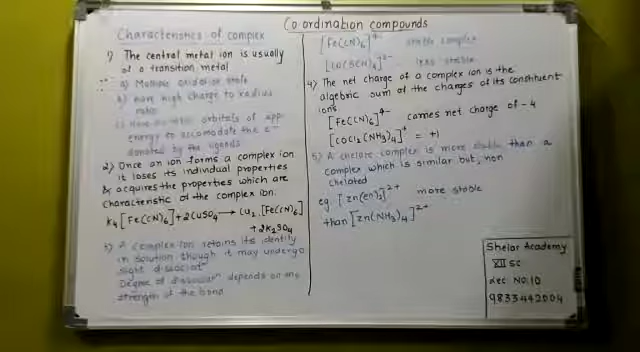 Co ordination compounds
Characteristics of complex
1) The central metal ion is usually
of a transition metal
a) Multiple oxidation state
b) have high charge to radius
ratio
orbitals of app
energy to accomodate the e⁻
donated by the ligands
2) Once an ion forms a complex ion
it loses its individual properties
& acquires the properties which are
characteristic of the complex ion.
K₄[Fe(CN)₆]+2CuSO₄→Cu₂[Fe(CN)₆]
+2K₂SO₄
3) A complex ion retains its identity
in solution though it may undergo
sight dissociatⁿ
Degree of dissociatⁿ depends on the
strength of the bond
[Fe(CN)₆]⁴⁻ stable complex
[CO(SCN)₄]²⁻ less stable
4) The net charge of a complex ion is the
algebric sum of the charges of its constituent
ions
[Fe(CN)₆]⁴⁻ carries net charge of -4
[COCl₂(NH₃)₄]⁺ = +1
5) A chelate complex is more stable than a
complex which is similar but, non
chelated
eg. [Zn(en)₂]²⁺ more stable
than [Zn(NH₃)₄]²⁺
Shelar Academy
XII SC
Lec No. 10
9833442004